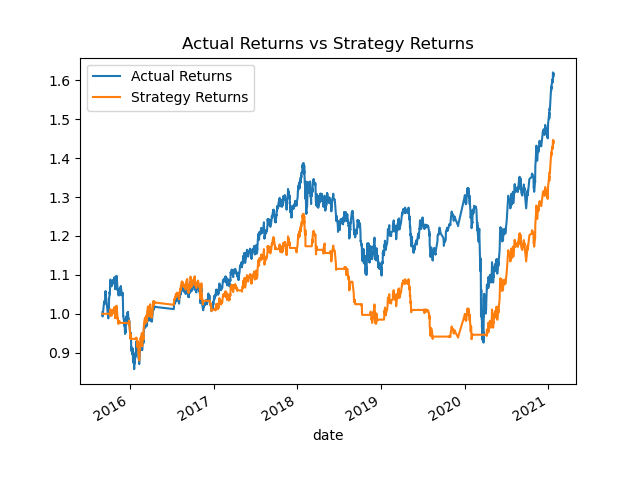 Actual Returns vs Strategy Returns
Actual Returns
Strategy Returns
1.6
1.5
1.4
1.3
1.2
1.1
1.0
0.9
2016 2017 2018 2019 2020 2021
date